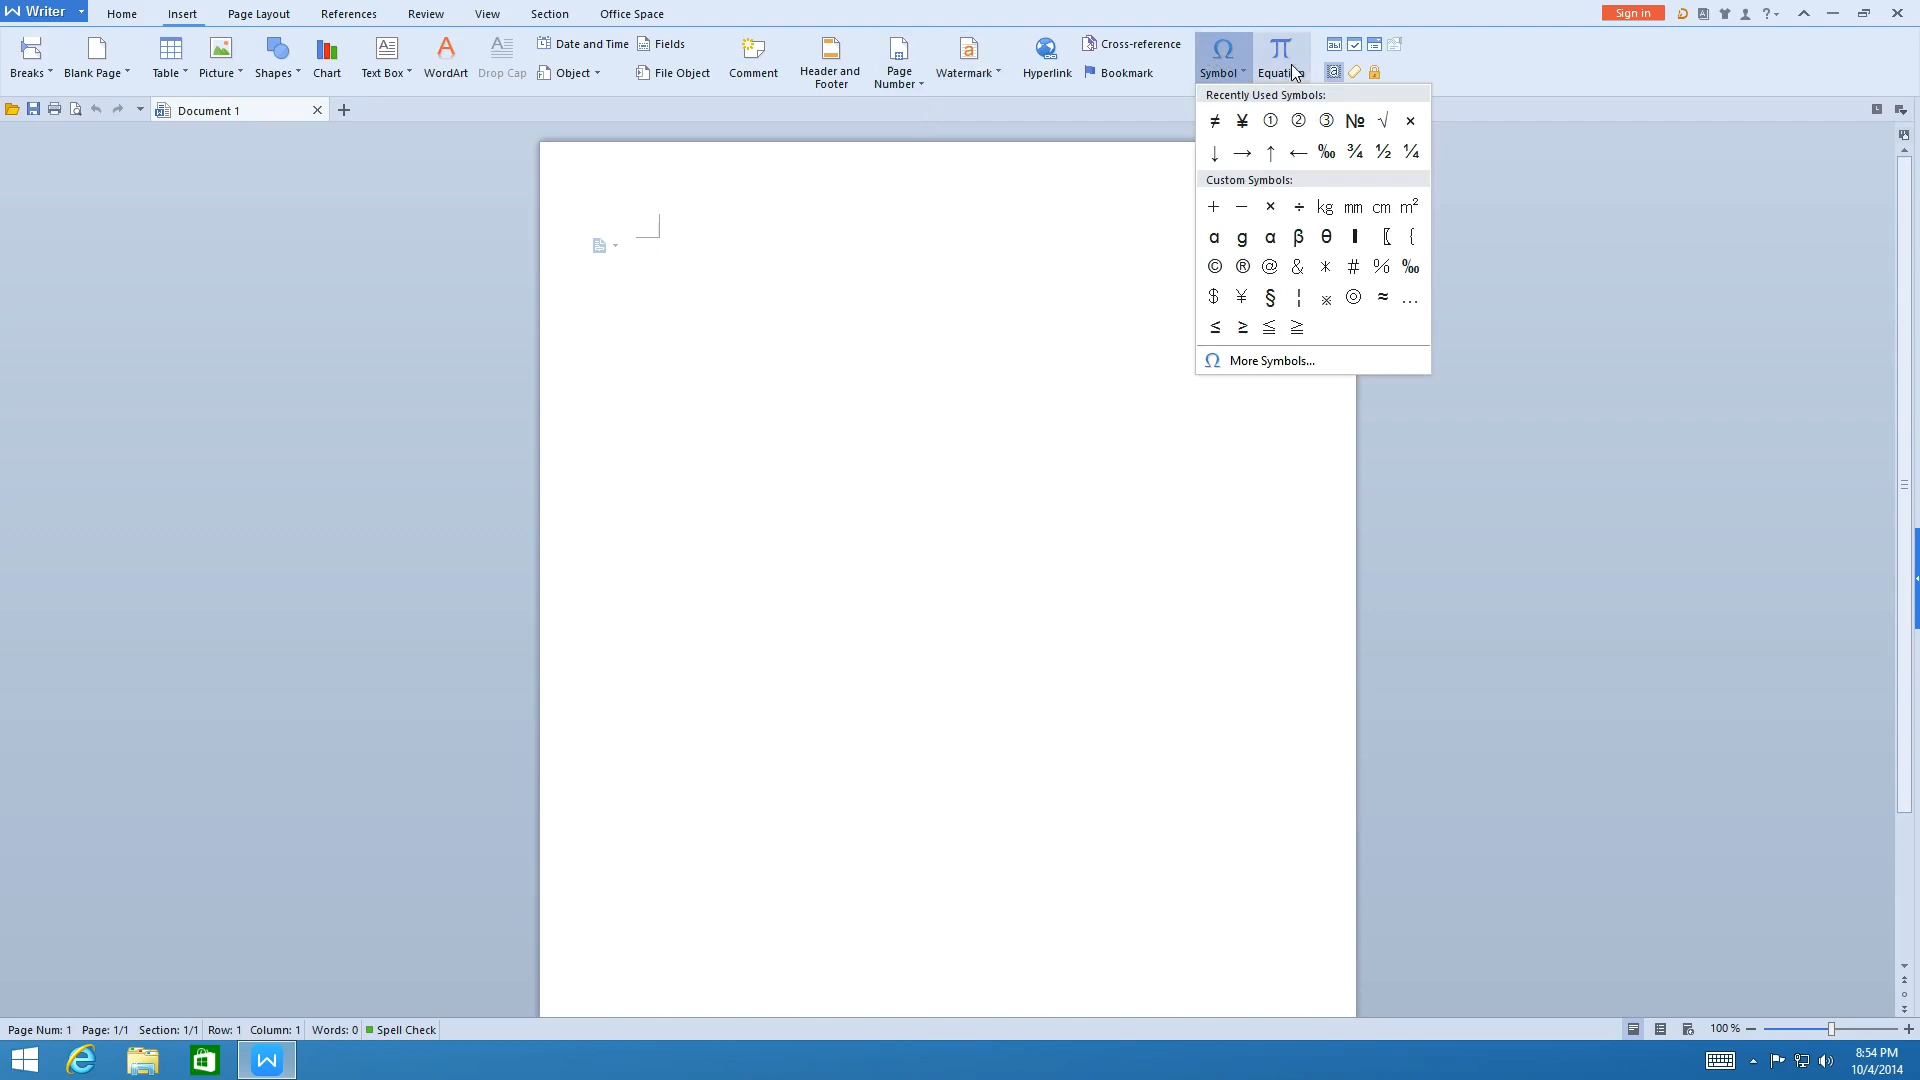 Writer Home Insert Page Layout References Review View Section Office Space Sign in
Breaks Blank Page Table Picture Shapes Chart Text Box WordArt Drop Cap Date and Time Object Fields File Object Comment Header and Footer Page Number Watermark Hyperlink Cross-reference Bookmark Symbol
Document 1
Recently Used Symbols:
≠ ¥ ① ② ③ № √ ×
↓ → ↑ ← ‰ ¾ ½ ¼
Custom Symbols:
+ − × ÷ kg mm cm m²
ɑ ɡ α β θ ▌ 〖 {
© ® @ & * # % ‰
$ ¥ § ¦ ※ ◎ ≈ …
≤ ≥ ≦ ≧
Ω More Symbols...
Page Num: 1 Page: 1/1 Section: 1/1 Row: 1 Column: 1 Words: 0 Spell Check 100 %
8:54 PM
10/4/2014